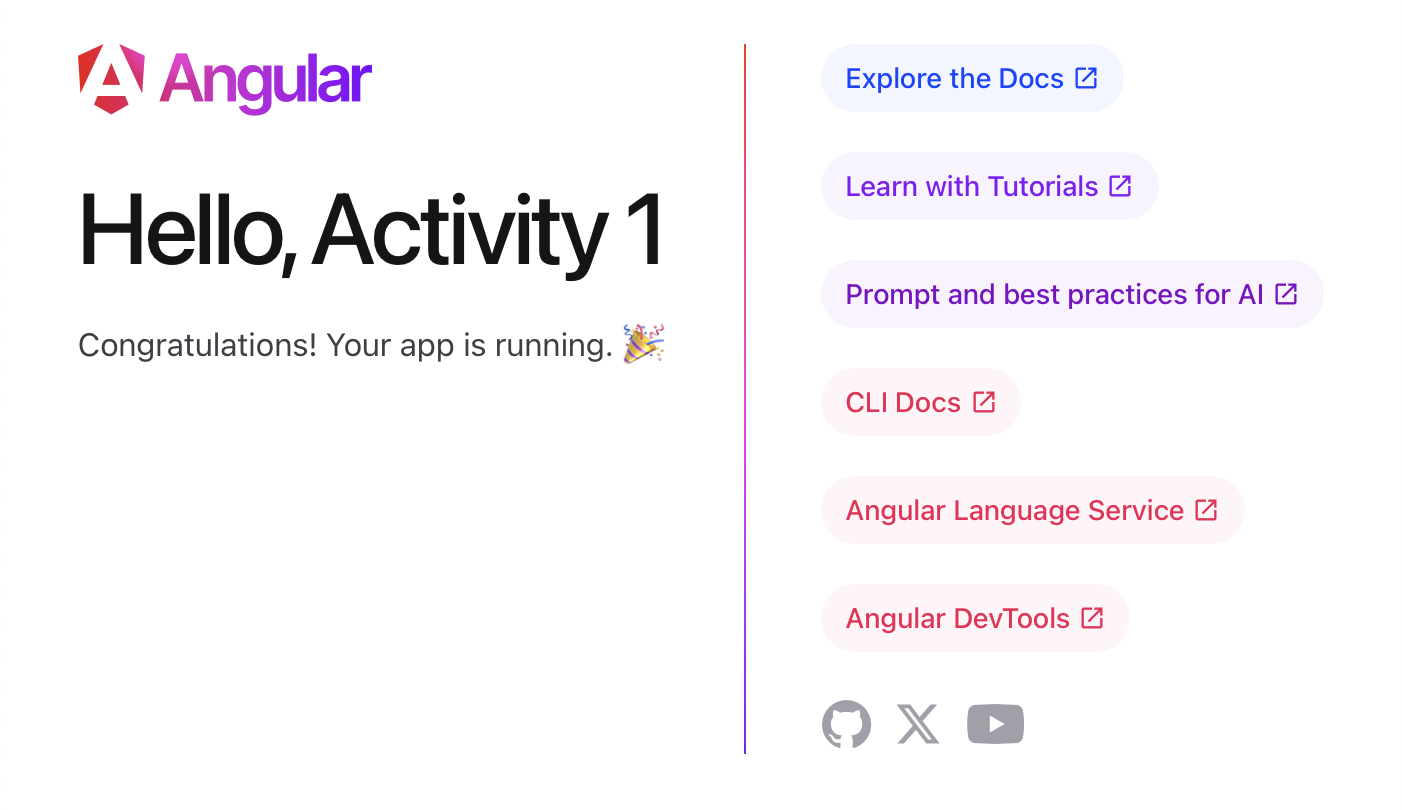 Angular
Hello, Activity 1
Congratulations! Your app is running. 🎉
Explore the Docs
Learn with Tutorials
Prompt and best practices for AI
CLI Docs
Angular Language Service
Angular DevTools